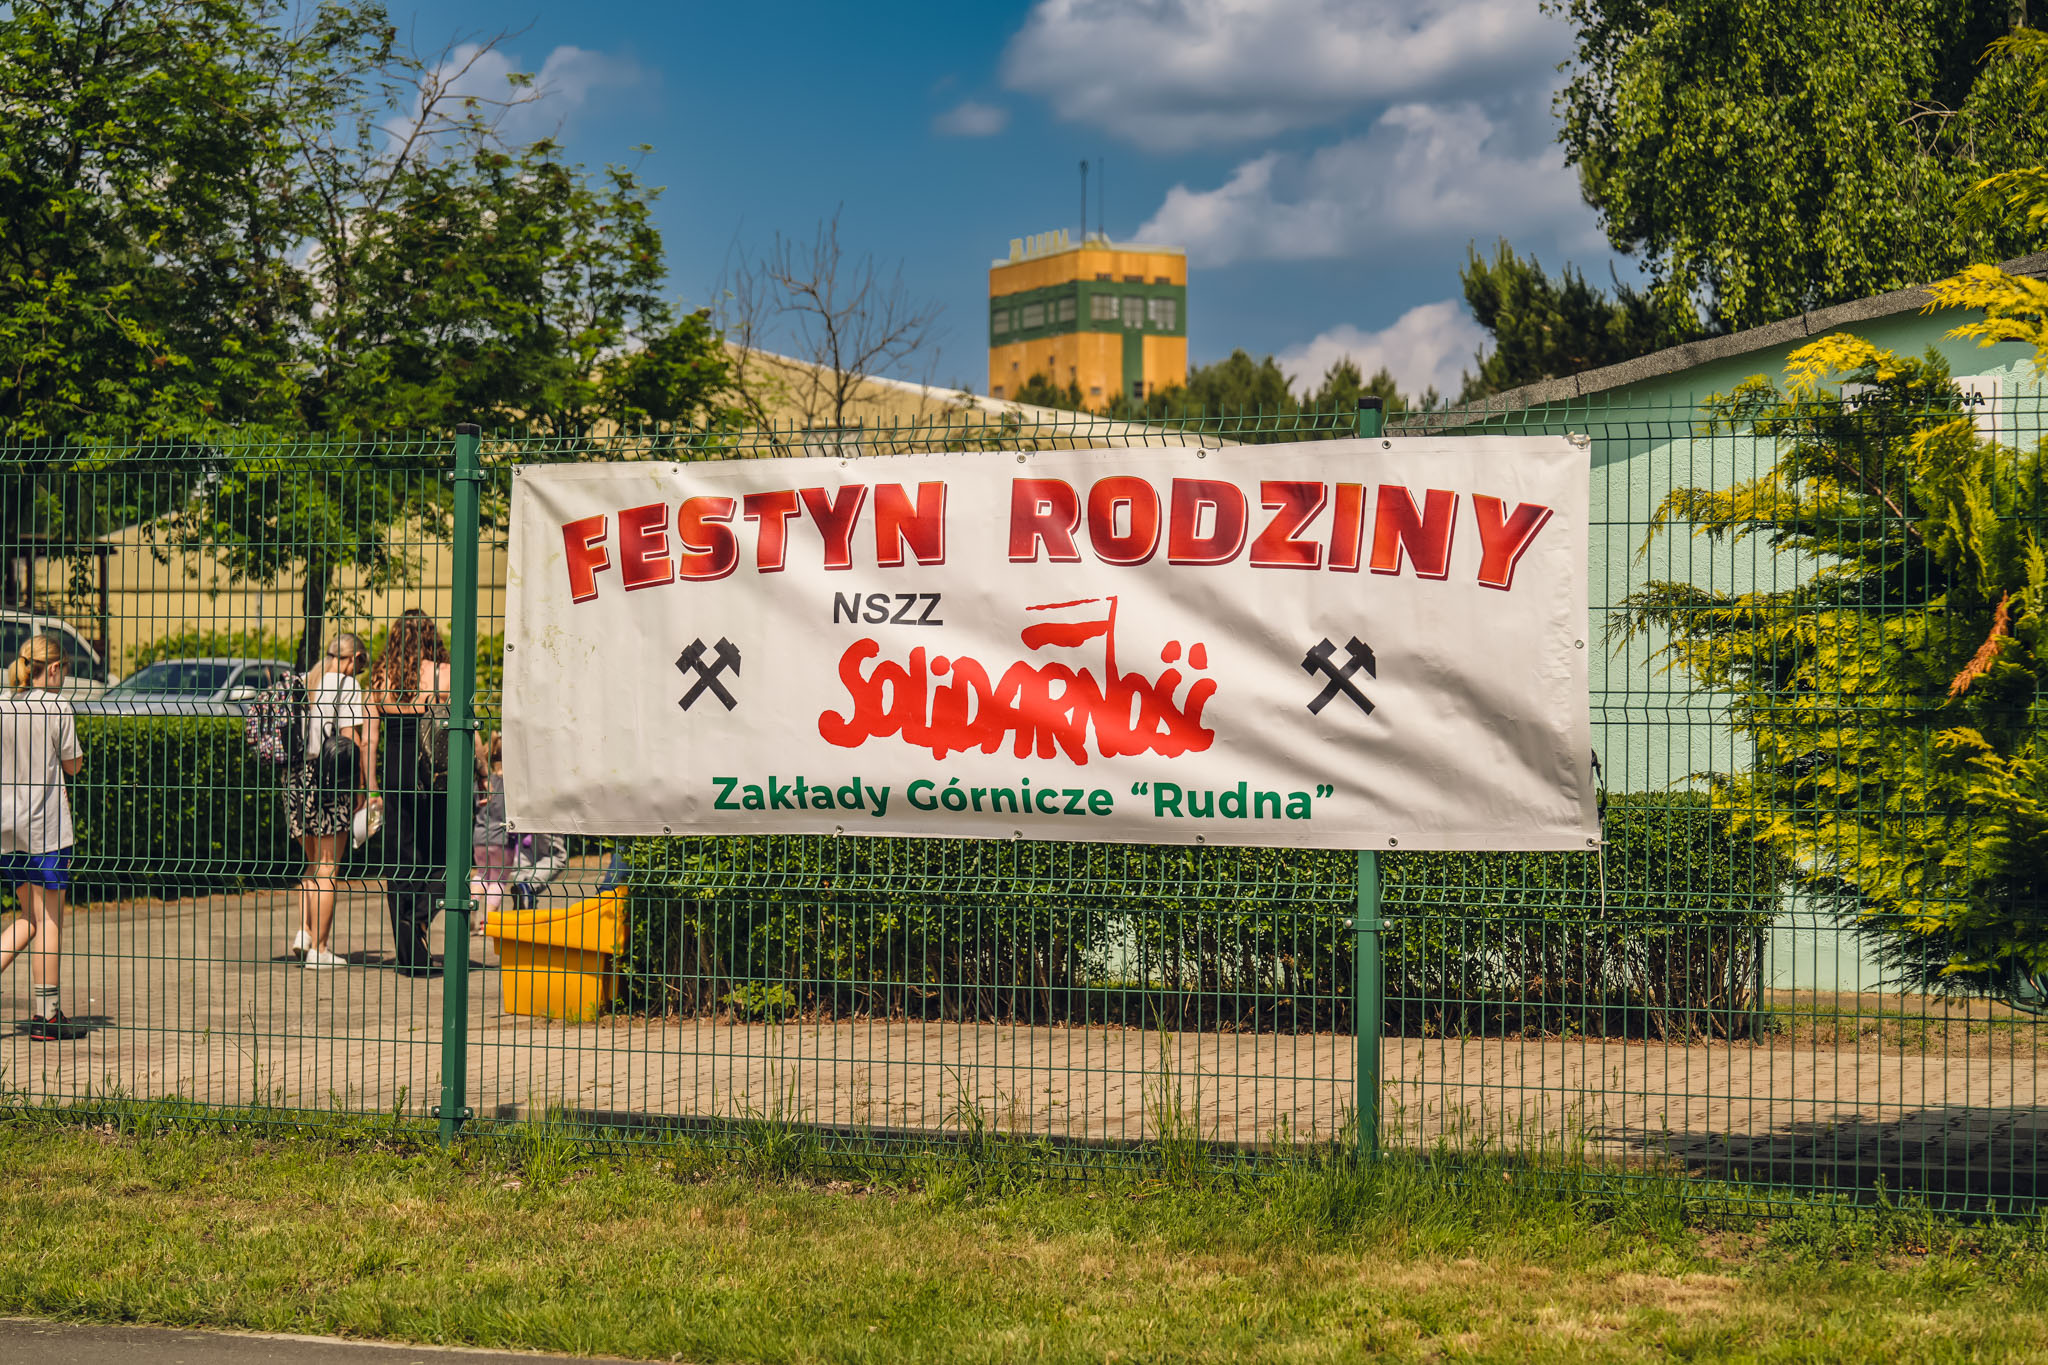 FESTYN RODZINY
NSZZ
SOLiDARNOŚĆ
Zakłady Górnicze “Rudna”